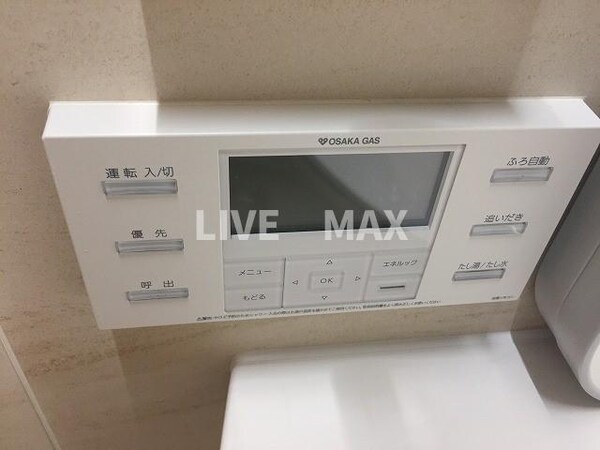 OSAKA GAS
運転 入/切
ふろ自動
優先
追いだき
LIVE MAX
呼出
メニュー
エネルック
たし湯/たし水
もどる
OK